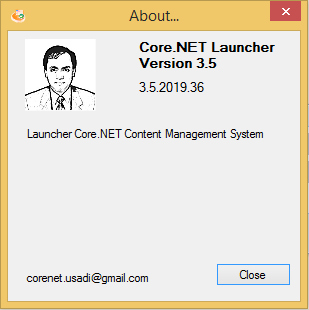 About...
Core.NET Launcher
Version 3.5
3.5.2019.36
Launcher Core.NET Content Management System
corenet.usadi@gmail.com
Close